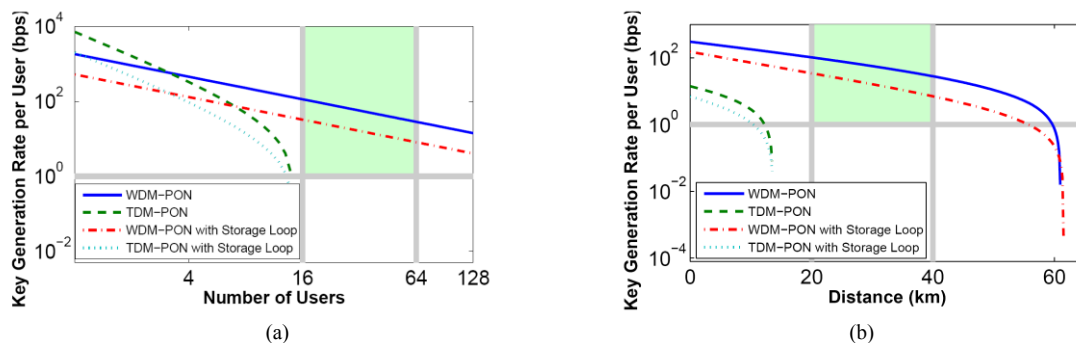 Key Generation Rate per User (bps)
10^4
10^2
10^0
10^-2
WDM-PON
TDM-PON
WDM-PON with Storage Loop
TDM-PON with Storage Loop
4 16 64 128
Number of Users
(a)
Key Generation Rate per User (bps)
10^2
10^0
10^-2
10^-4
WDM-PON
TDM-PON
WDM-PON with Storage Loop
TDM-PON with Storage Loop
0 20 40 60
Distance (km)
(b)